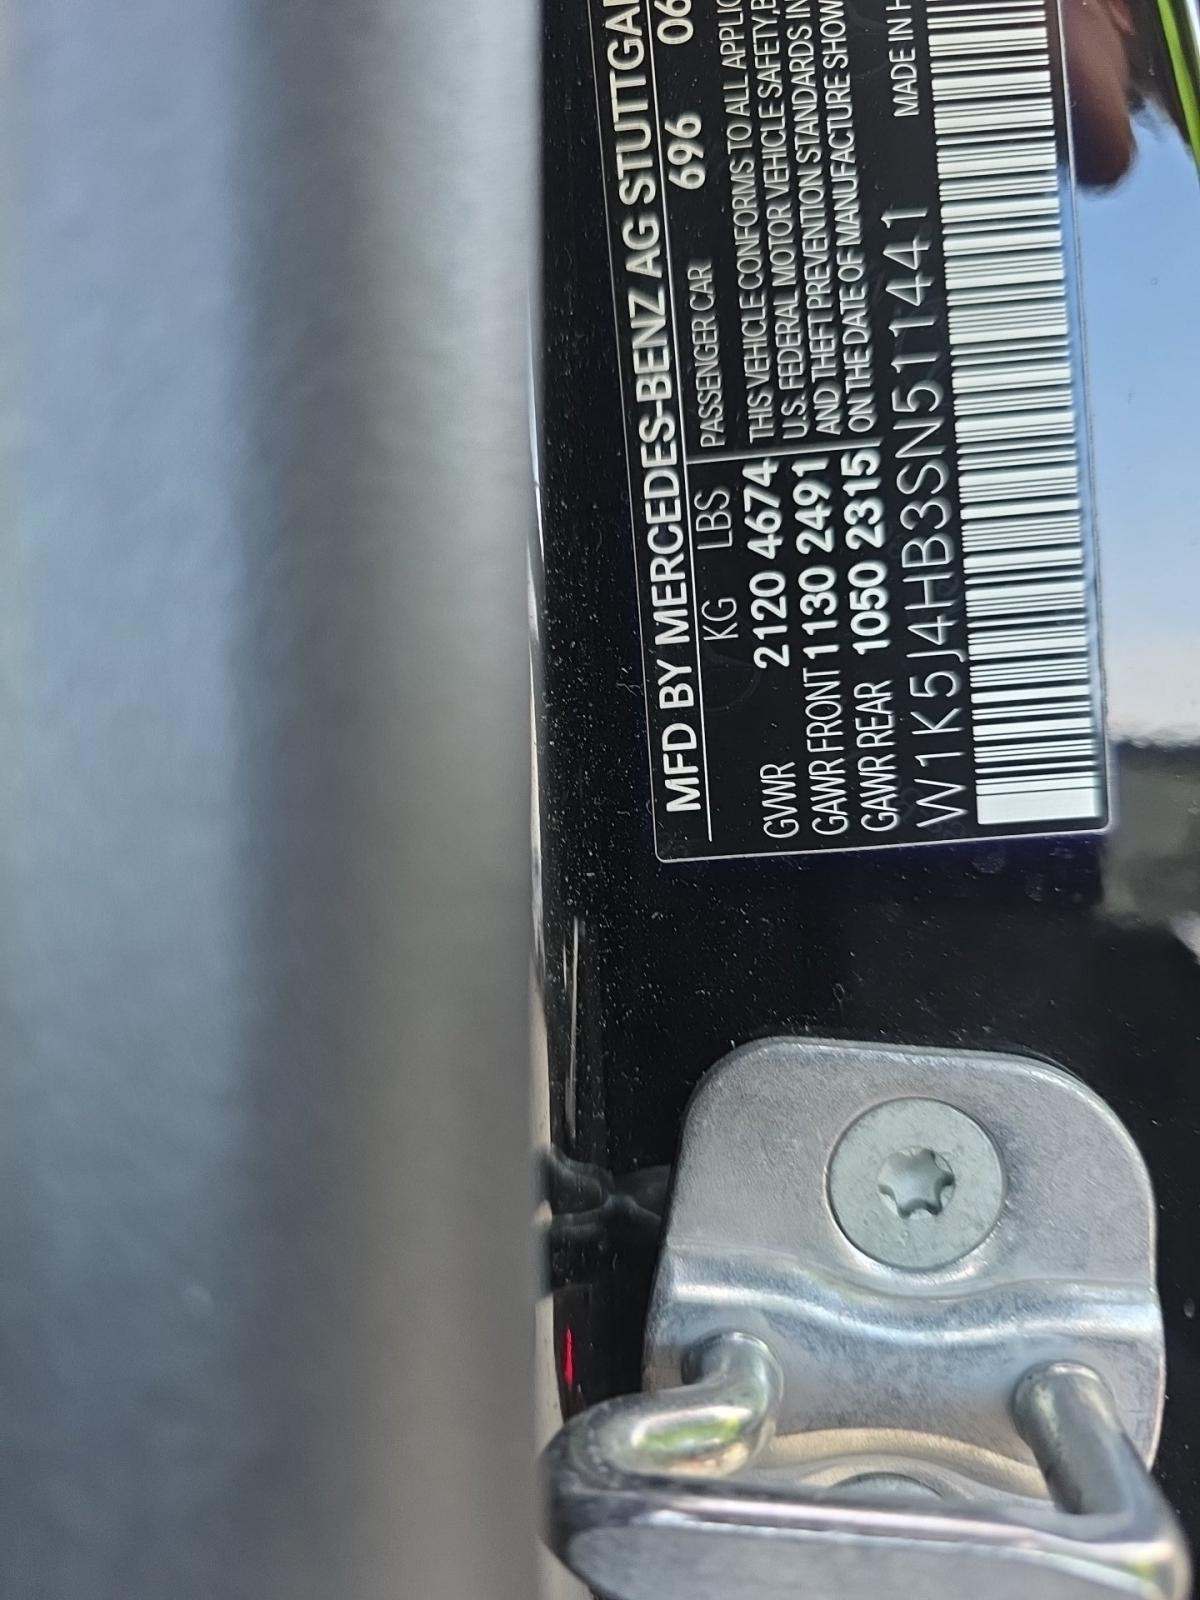 MFD BY MERCEDES-BENZ AG STUTTGA
696 06
KG LBS PASSENGER CAR
GVWR 2120 4674
GAWR FRONT 1130 2491
GAWR REAR 1050 2315
THIS VEHICLE CONFORMS TO ALL APPLIC
U.S. FEDERAL MOTOR VEHICLE SAFETY, B
AND THEFT PREVENTION STANDARDS IN
ON THE DATE OF MANUFACTURE SHOW
W1K5J4HB3SN511441 MADE IN H